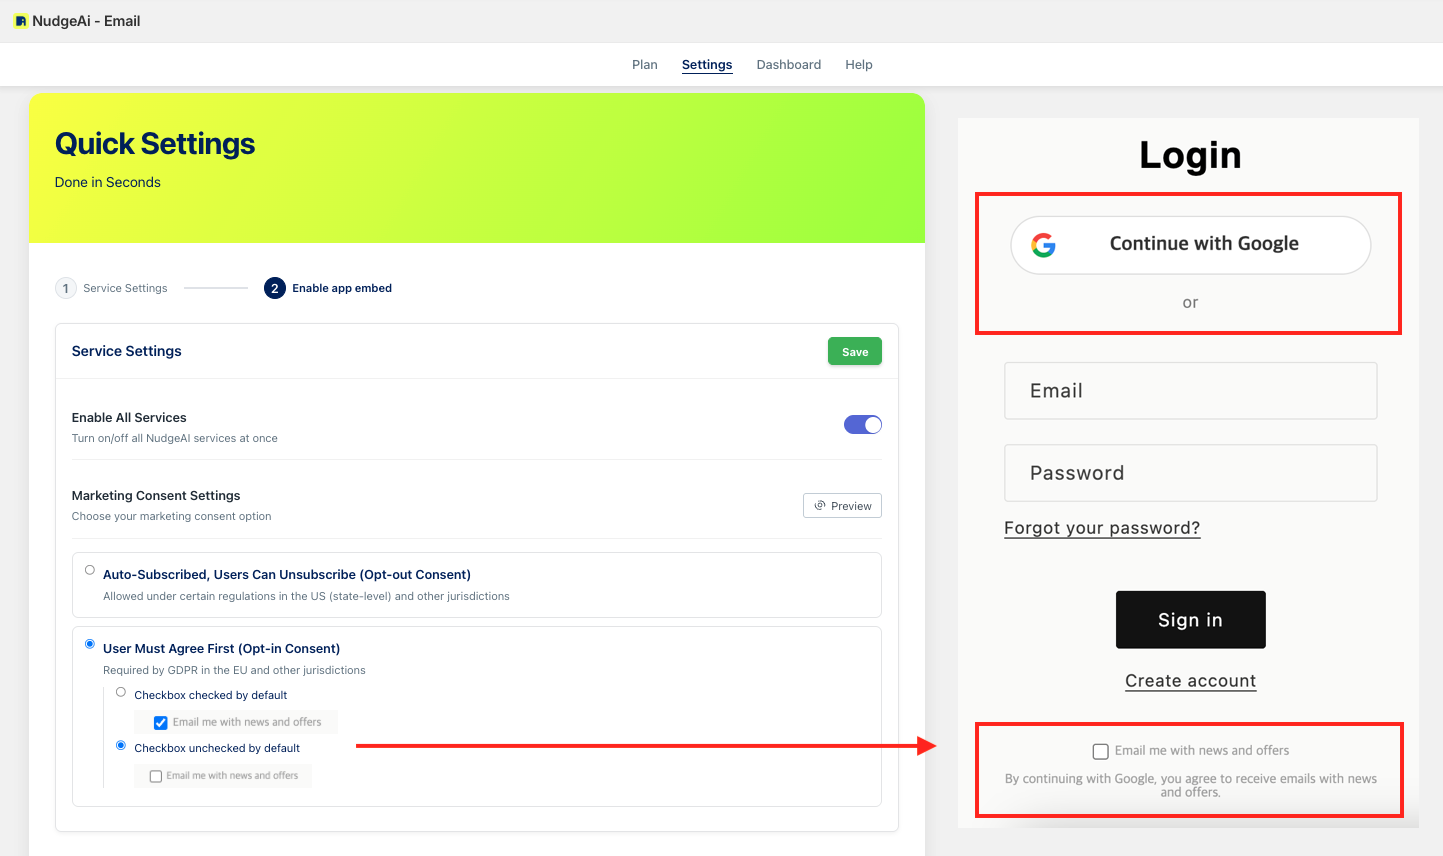 NudgeAi - Email
Plan
Settings
Dashboard
Help
Quick Settings
Done in Seconds
1
Service Settings
2
Enable app embed
Service Settings
Save
Enable All Services
Turn on/off all NudgeAI services at once
Marketing Consent Settings
Choose your marketing consent option
Preview
Auto-Subscribed, Users Can Unsubscribe (Opt-out Consent)
Allowed under certain regulations in the US (state-level) and other jurisdictions
User Must Agree First (Opt-in Consent)
Required by GDPR in the EU and other jurisdictions
Checkbox checked by default
Email me with news and offers
Checkbox unchecked by default
Email me with news and offers
Login
Continue with Google
or
Email
Password
Forgot your password?
Sign in
Create account
Email me with news and offers
By continuing with Google, you agree to receive emails with news
and offers.